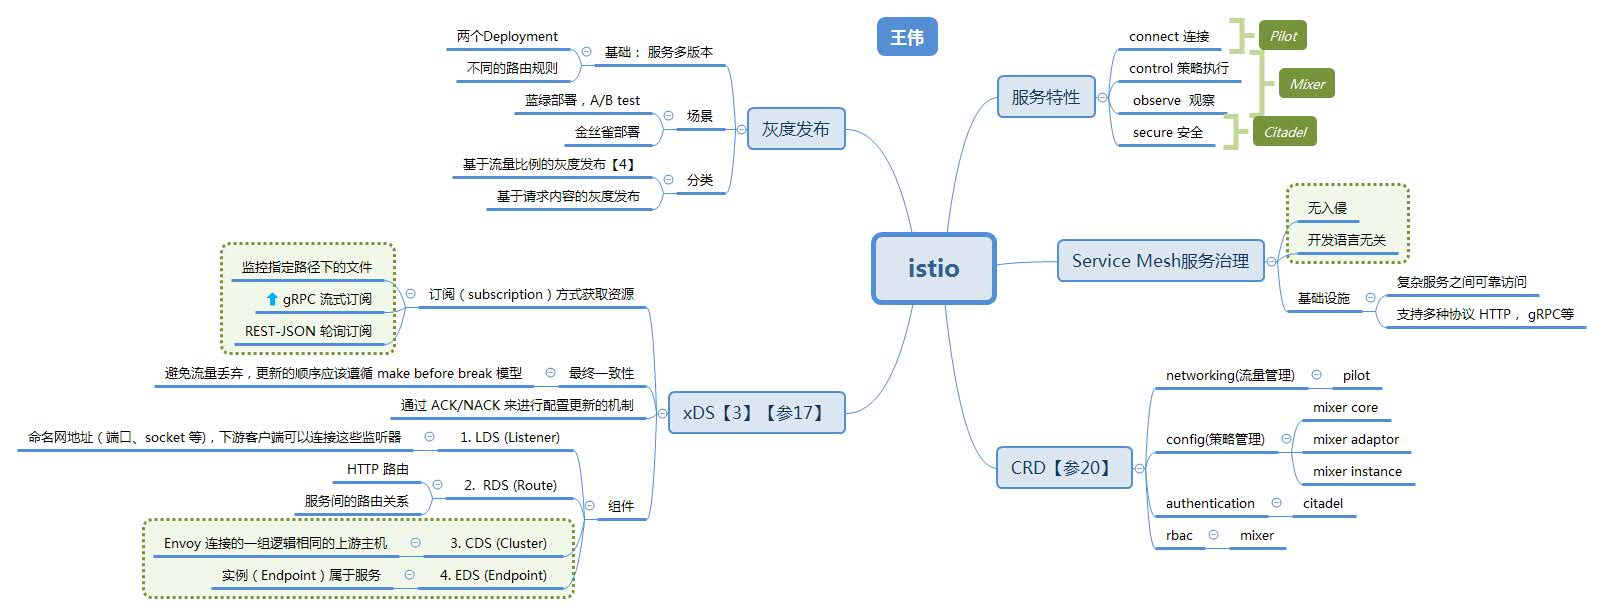 王伟
istio
服务特性
connect 连接
control 策略执行
observe 观察
secure 安全
Pilot
Mixer
Citadel
Service Mesh服务治理
无入侵
开发语言无关
基础设施
复杂服务之间可靠访问
支持多种协议 HTTP， gRPC等
CRD【参20】
networking(流量管理)
pilot
config(策略管理)
mixer core
mixer adaptor
mixer instance
authentication
citadel
rbac
mixer
灰度发布
基础： 服务多版本
两个Deployment
不同的路由规则
场景
蓝绿部署，A/B test
金丝雀部署
分类
基于流量比例的灰度发布【4】
基于请求内容的灰度发布
xDS【3】【参17】
订阅（subscription）方式获取资源
监控指定路径下的文件
gRPC 流式订阅
REST-JSON 轮询订阅
最终一致性
避免流量丢弃，更新的顺序应该遵循 make before break 模型
通过 ACK/NACK 来进行配置更新的机制
组件
1. LDS (Listener)
命名网地址（端口、socket 等)，下游客户端可以连接这些监听器
2. RDS (Route)
HTTP 路由
服务间的路由关系
3. CDS (Cluster)
Envoy 连接的一组逻辑相同的上游主机
4. EDS (Endpoint)
实例（Endpoint）属于服务